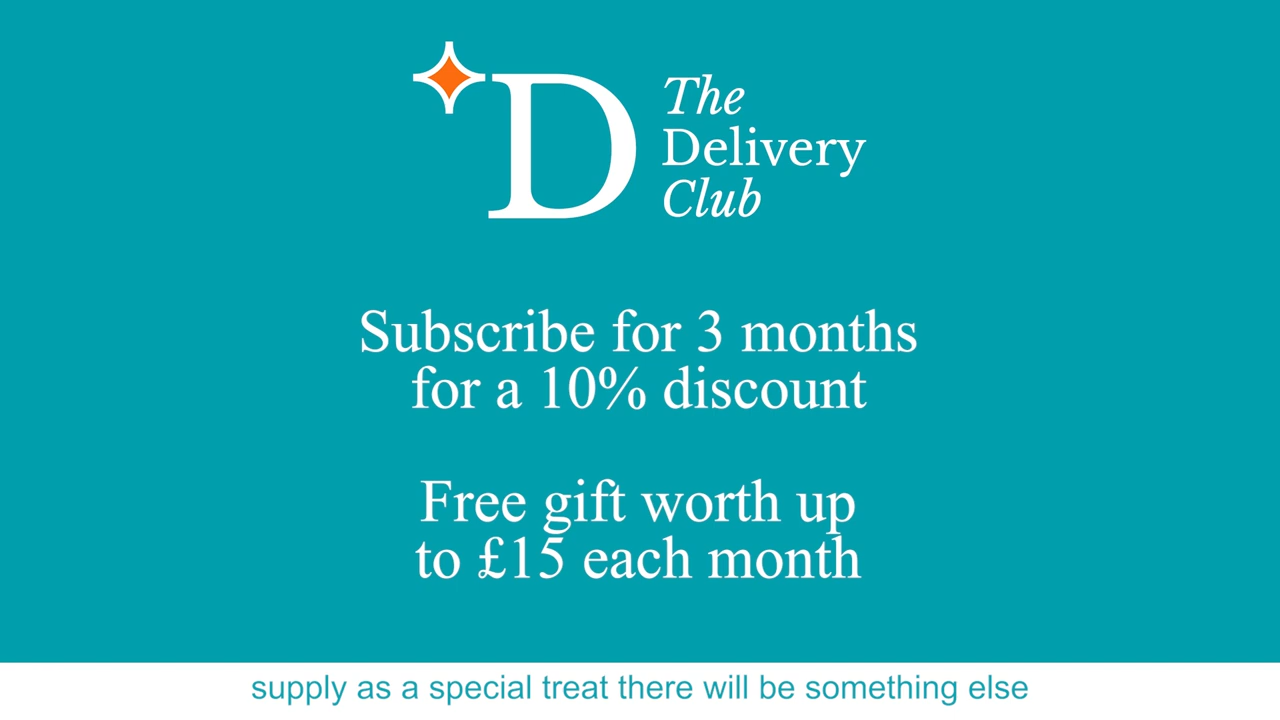 D
The
Delivery
Club
Subscribe for 3 months
for a 10% discount
Free gift worth up
to £15 each month
supply as a special treat there will be something else